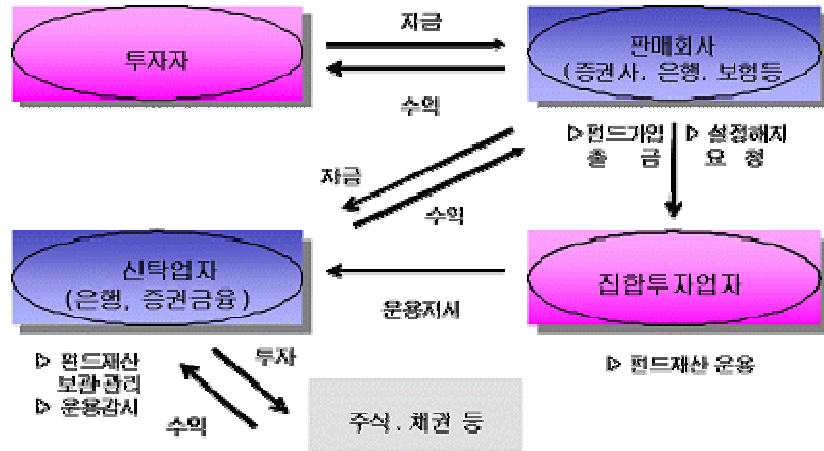 자금
투자자
판매회사
(증권사. 은행. 보험등
수익
▷ 펀드가입
출 금
▷ 설정해지
요 청
자금
수익
신탁업자
(은행, 증권금융)
집합투자업자
운용지시
▷ 펀드재산
보관·관리
▷ 운용감시
투자
수익
▷ 펀드재산 운용
주식.채권 등